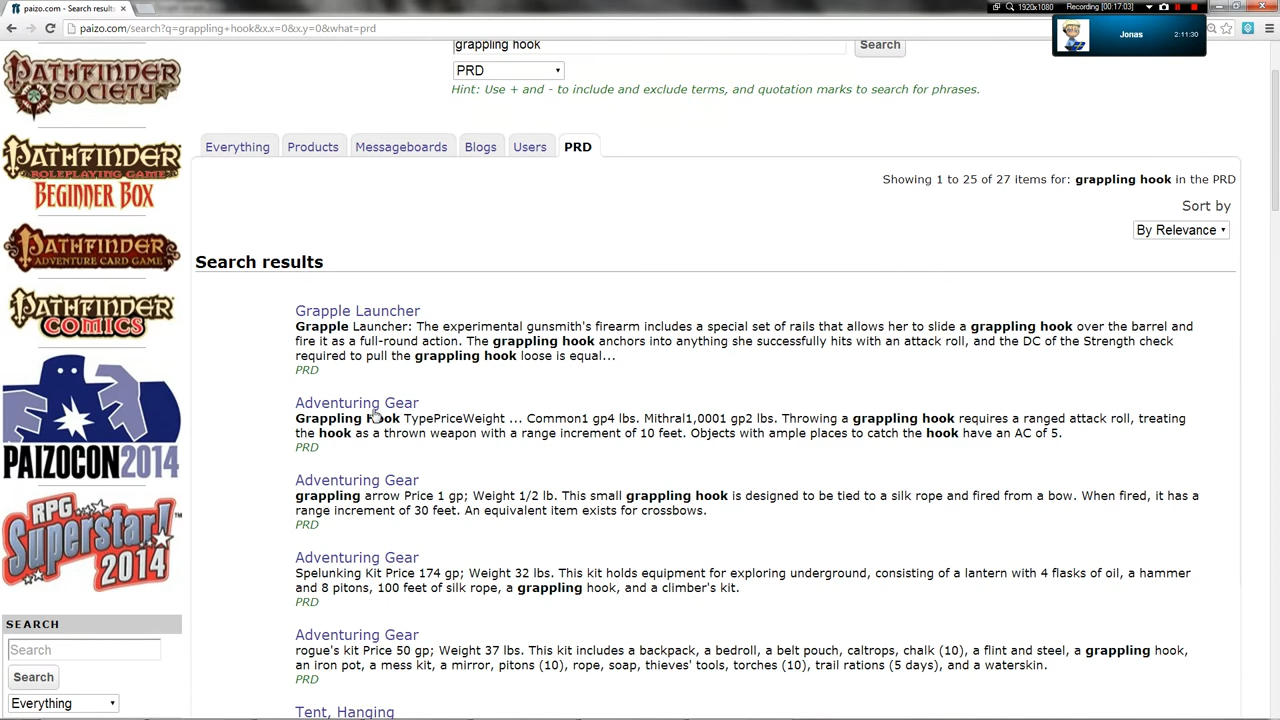 paizo.com - Search results
1920x1080
Recording [00:17:03]
paizo.com/search?q=grappling+hook&x.x=0&x.y=0&what=prd
Jonas
2:11:30
grappling hook
Search
PRD
Hint: Use + and - to include and exclude terms, and quotation marks to search for phrases.
PATHFINDER
SOCIETY
PATHFINDER
ROLEPLAYING GAME
BEGINNER BOX
PATHFINDER
ADVENTURE CARD GAME
PATHFINDER
COMICS
PAIZOCON 2014
RPG
Superstar!™
2014
SEARCH
Search
Search
Everything
Everything
Products
Messageboards
Blogs
Users
PRD
Showing 1 to 25 of 27 items for: grappling hook in the PRD
Sort by
By Relevance
Search results
Grapple Launcher
Grapple Launcher: The experimental gunsmith's firearm includes a special set of rails that allows her to slide a grappling hook over the barrel and
fire it as a full-round action. The grappling hook anchors into anything she successfully hits with an attack roll, and the DC of the Strength check
required to pull the grappling hook loose is equal...
PRD
Adventuring Gear
Grappling Hook TypePriceWeight ... Common1 gp4 lbs. Mithral1,0001 gp2 lbs. Throwing a grappling hook requires a ranged attack roll, treating
the hook as a thrown weapon with a range increment of 10 feet. Objects with ample places to catch the hook have an AC of 5.
PRD
Adventuring Gear
grappling arrow Price 1 gp; Weight 1/2 lb. This small grappling hook is designed to be tied to a silk rope and fired from a bow. When fired, it has a
range increment of 30 feet. An equivalent item exists for crossbows.
PRD
Adventuring Gear
Spelunking Kit Price 174 gp; Weight 32 lbs. This kit holds equipment for exploring underground, consisting of a lantern with 4 flasks of oil, a hammer
and 8 pitons, 100 feet of silk rope, a grappling hook, and a climber's kit.
PRD
Adventuring Gear
rogue's kit Price 50 gp; Weight 37 lbs. This kit includes a backpack, a bedroll, a belt pouch, caltrops, chalk (10), a flint and steel, a grappling hook,
an iron pot, a mess kit, a mirror, pitons (10), rope, soap, thieves' tools, torches (10), trail rations (5 days), and a waterskin.
PRD
Tent, Hanging